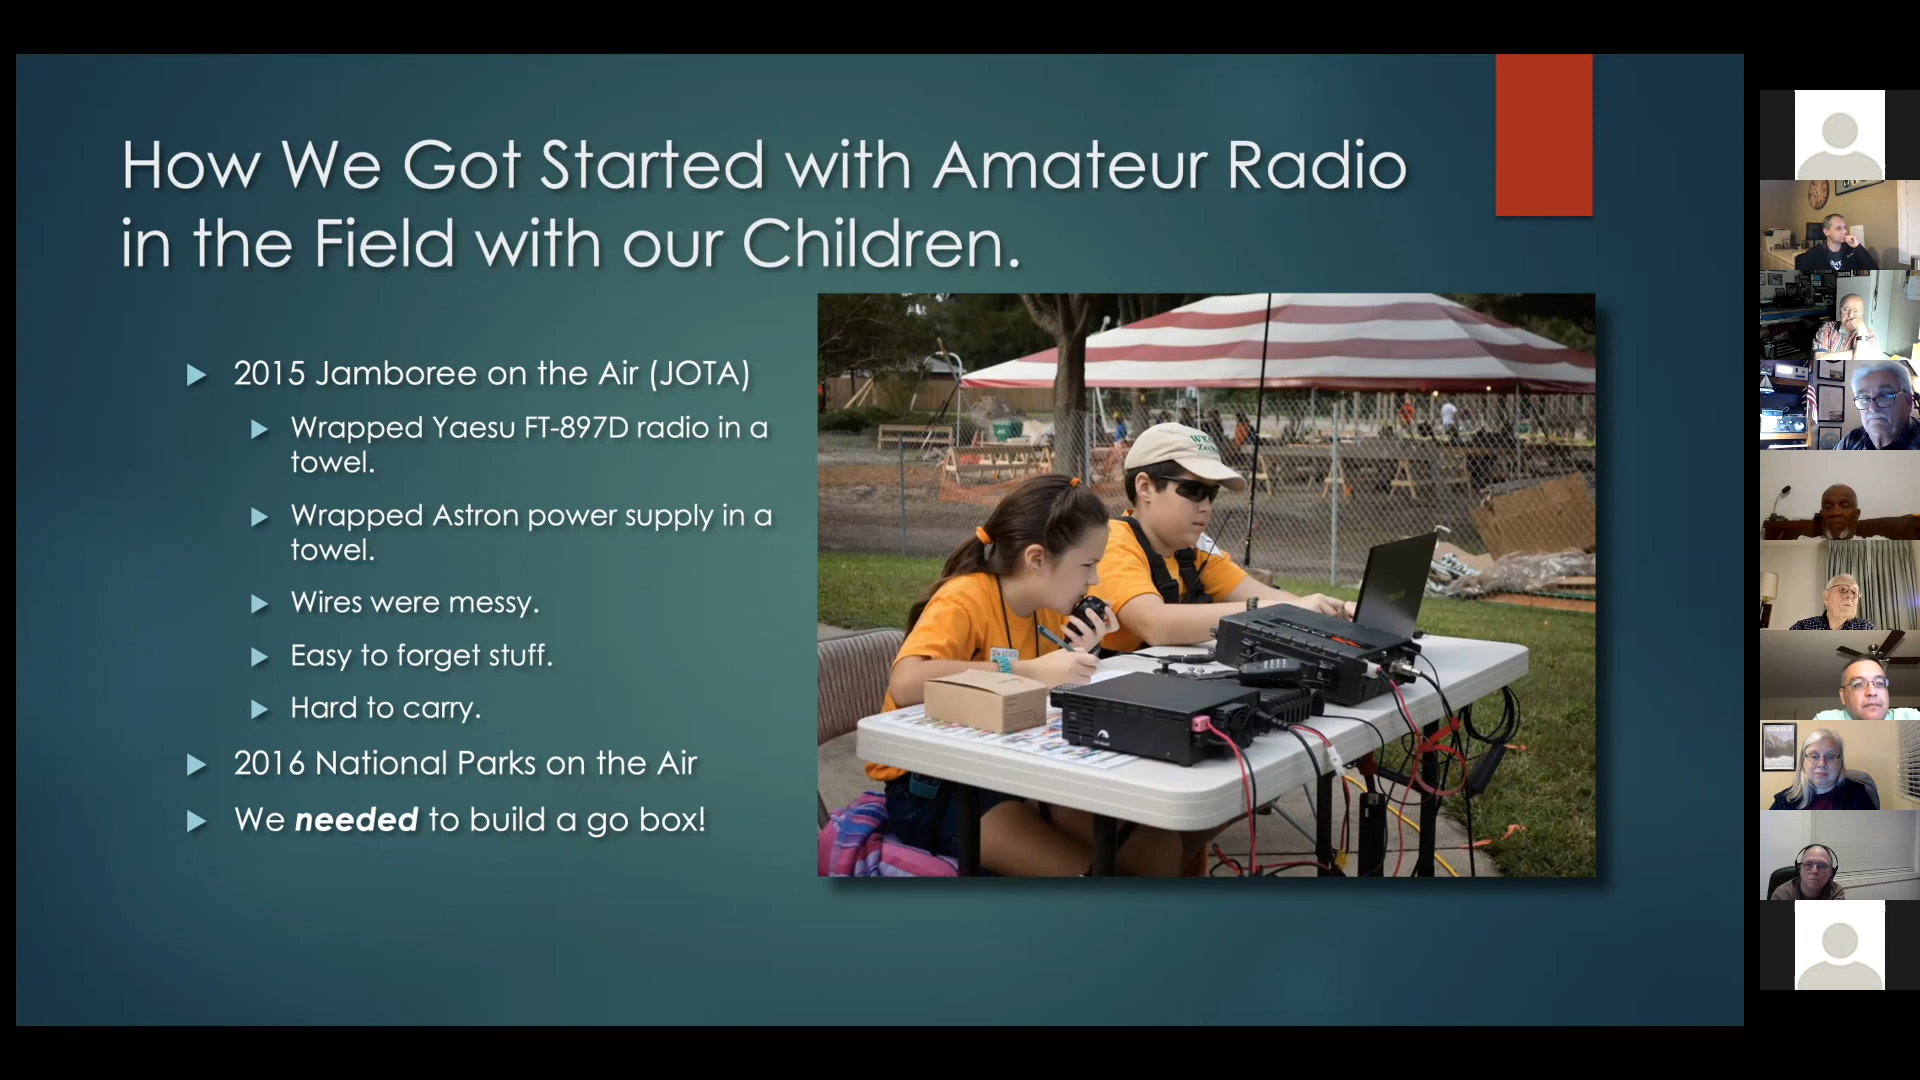 How We Got Started with Amateur Radio
in the Field with our Children.
2015 Jamboree on the Air (JOTA)
Wrapped Yaesu FT-897D radio in a
towel.
Wrapped Astron power supply in a
towel.
Wires were messy.
Easy to forget stuff.
Hard to carry.
2016 National Parks on the Air
We needed to build a go box!